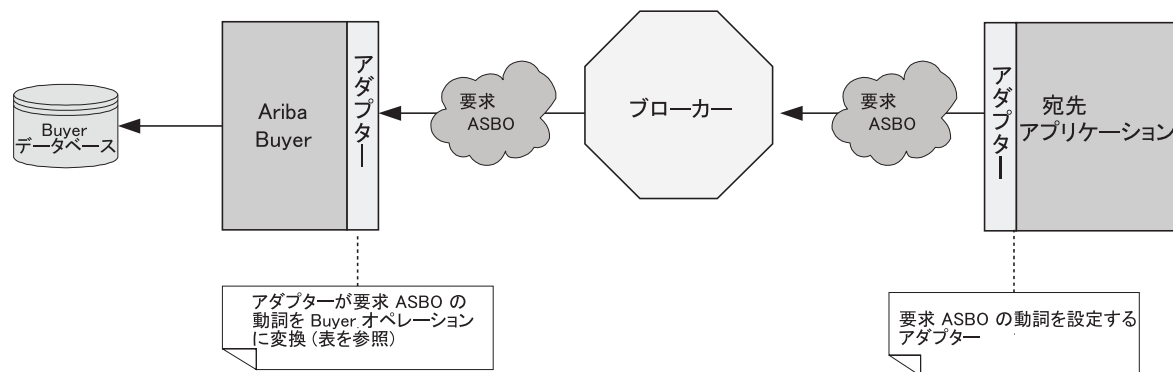 Buyer
データベース
Ariba
Buyer
アダプター
要求
ASBO
ブローカー
要求
ASBO
アダプター
宛先
アプリケーション
アダプターが要求 ASBO の
動詞を Buyer オペレーション
に変換 (表を参照)
要求 ASBO の動詞を設定する
アダプター